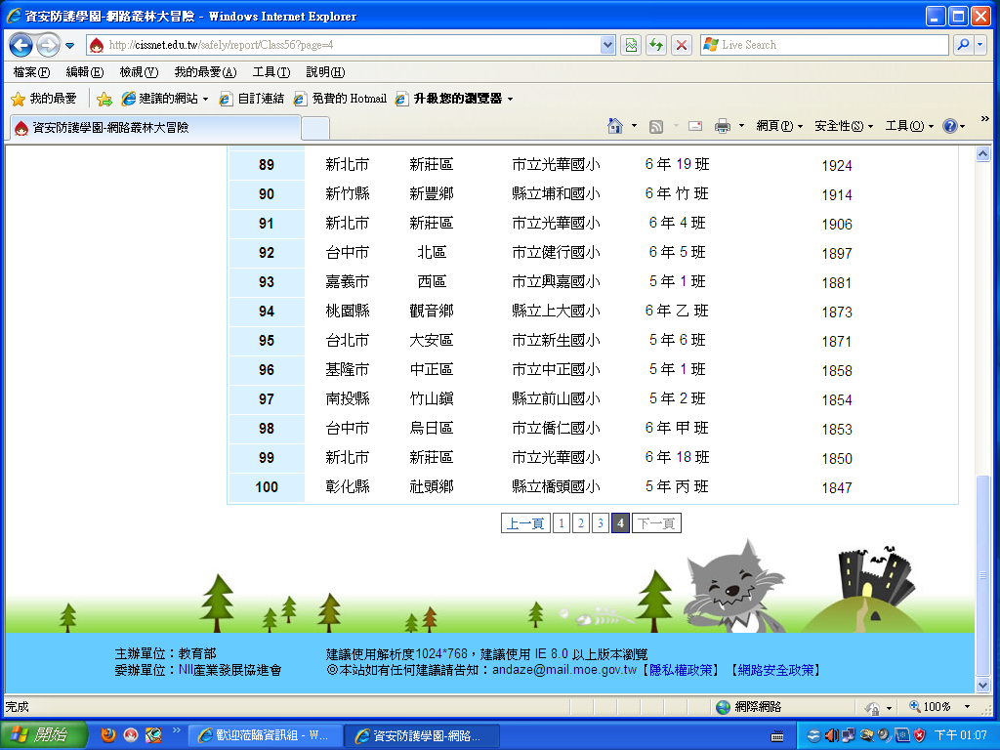 資安防護學園-網路叢林大冒險 - Windows Internet Explorer
http://cissnet.edu.tw/safely/report/Class56?page=4
Live Search
檔案(F) 編輯(E) 檢視(V) 我的最愛(A) 工具(T) 說明(H)
我的最愛 建議的網站 自訂連結 免費的 Hotmail 升級您的瀏覽器
資安防護學園-網路叢林大冒險
網頁(P) 安全性(S) 工具(O) »
89 新北市 新莊區 市立光華國小 6 年 19 班 1924
90 新竹縣 新豐鄉 縣立埔和國小 6 年 竹 班 1914
91 新北市 新莊區 市立光華國小 6 年 4 班 1906
92 台中市 北區 市立健行國小 6 年 5 班 1897
93 嘉義市 西區 市立興嘉國小 5 年 1 班 1881
94 桃園縣 觀音鄉 縣立上大國小 6 年 乙 班 1873
95 台北市 大安區 市立新生國小 5 年 6 班 1871
96 基隆市 中正區 市立中正國小 5 年 1 班 1858
97 南投縣 竹山鎮 縣立前山國小 5 年 2 班 1854
98 台中市 烏日區 市立僑仁國小 6 年 甲 班 1853
99 新北市 新莊區 市立光華國小 6 年 18 班 1850
100 彰化縣 社頭鄉 縣立橋頭國小 5 年 丙 班 1847
上一頁 1 2 3 4 下一頁
主辦單位：教育部 建議使用解析度1024*768，建議使用 IE 8.0 以上版本瀏覽
委辦單位：NII產業發展協進會 ◎本站如有任何建議請告知：andaze@mail.moe.gov.tw【隱私權政策】【網路安全政策】
完成 網際網路 100%
開始 » 歡迎蒞臨資訊組 - W... 資安防護學園-網路... 下午 01:07